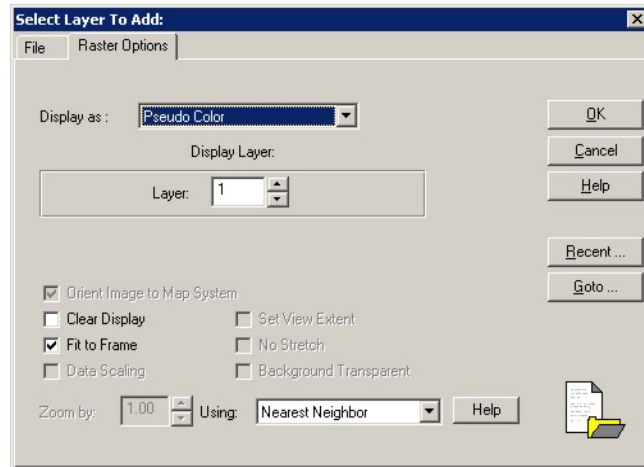 Select Layer To Add:
File Raster Options
Display as : Pseudo Color
OK
Display Layer:
Cancel
Layer: 1
Help
Recent ...
Orient Image to Map System
Goto ...
Clear Display Set View Extent
Fit to Frame No Stretch
Data Scaling Background Transparent
Zoom by: 1.00 Using: Nearest Neighbor Help